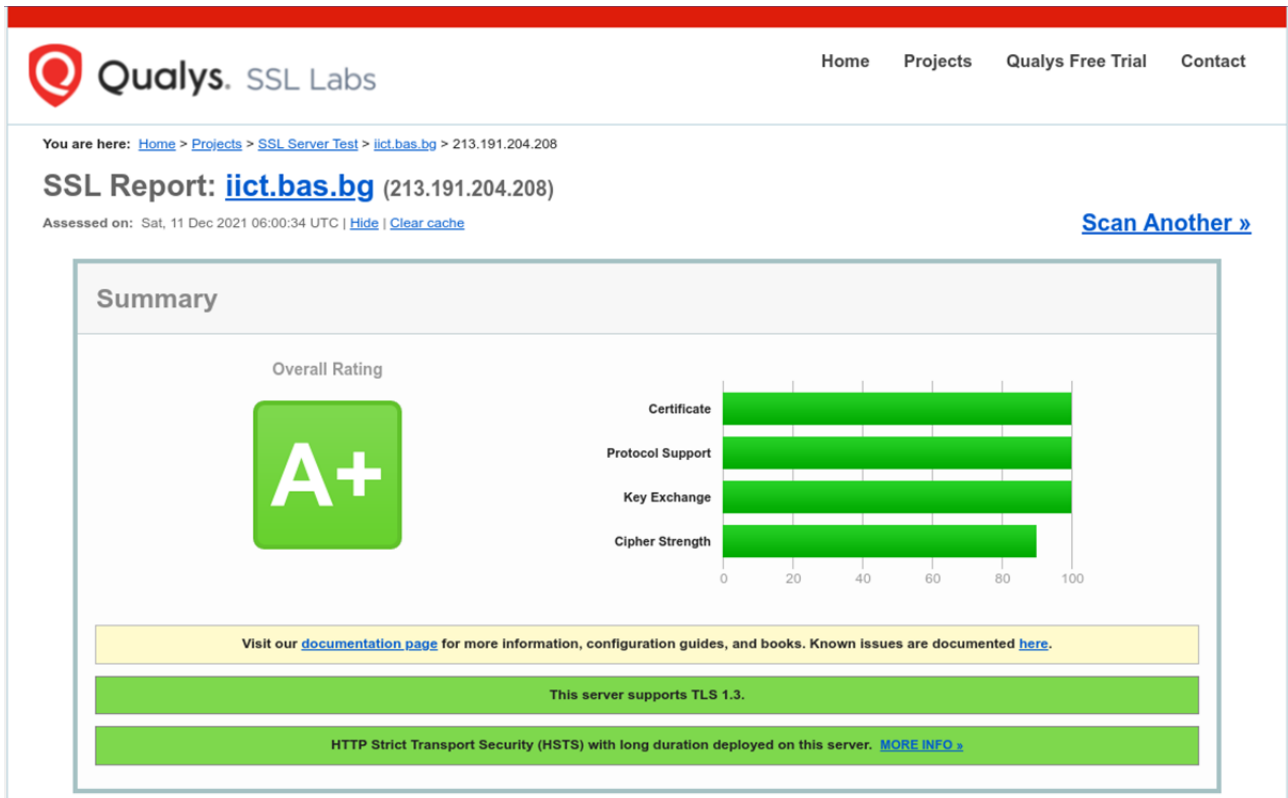 Qualys. SSL Labs
Home Projects Qualys Free Trial Contact
You are here: Home > Projects > SSL Server Test > iict.bas.bg > 213.191.204.208
SSL Report: iict.bas.bg (213.191.204.208)
Assessed on: Sat, 11 Dec 2021 06:00:34 UTC | Hide | Clear cache
Scan Another »
Summary
Overall Rating
A+
Certificate
Protocol Support
Key Exchange
Cipher Strength
0 20 40 60 80 100
Visit our documentation page for more information, configuration guides, and books. Known issues are documented here.
This server supports TLS 1.3.
HTTP Strict Transport Security (HSTS) with long duration deployed on this server. MORE INFO »